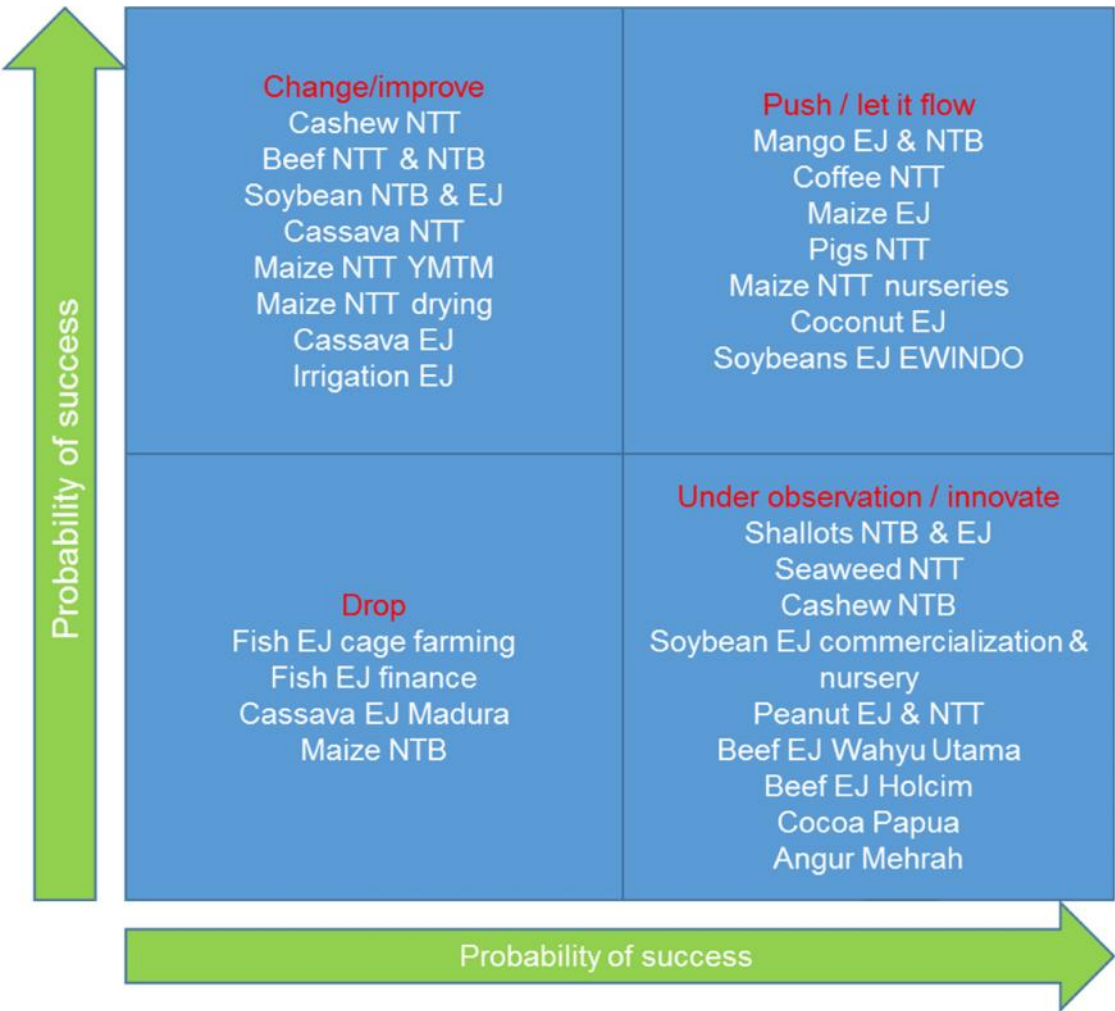 Probability of success
Change/improve
Cashew NTT
Beef NTT & NTB
Soybean NTB & EJ
Cassava NTT
Maize NTT YMTM
Maize NTT drying
Cassava EJ
Irrigation EJ
Push / let it flow
Mango EJ & NTB
Coffee NTT
Maize EJ
Pigs NTT
Maize NTT nurseries
Coconut EJ
Soybeans EJ EWINDO
Drop
Fish EJ cage farming
Fish EJ finance
Cassava EJ Madura
Maize NTB
Under observation / innovate
Shallots NTB & EJ
Seaweed NTT
Cashew NTB
Soybean EJ commercialization &
nursery
Peanut EJ & NTT
Beef EJ Wahyu Utama
Beef EJ Holcim
Cocoa Papua
Angur Mehrah
Probability of success